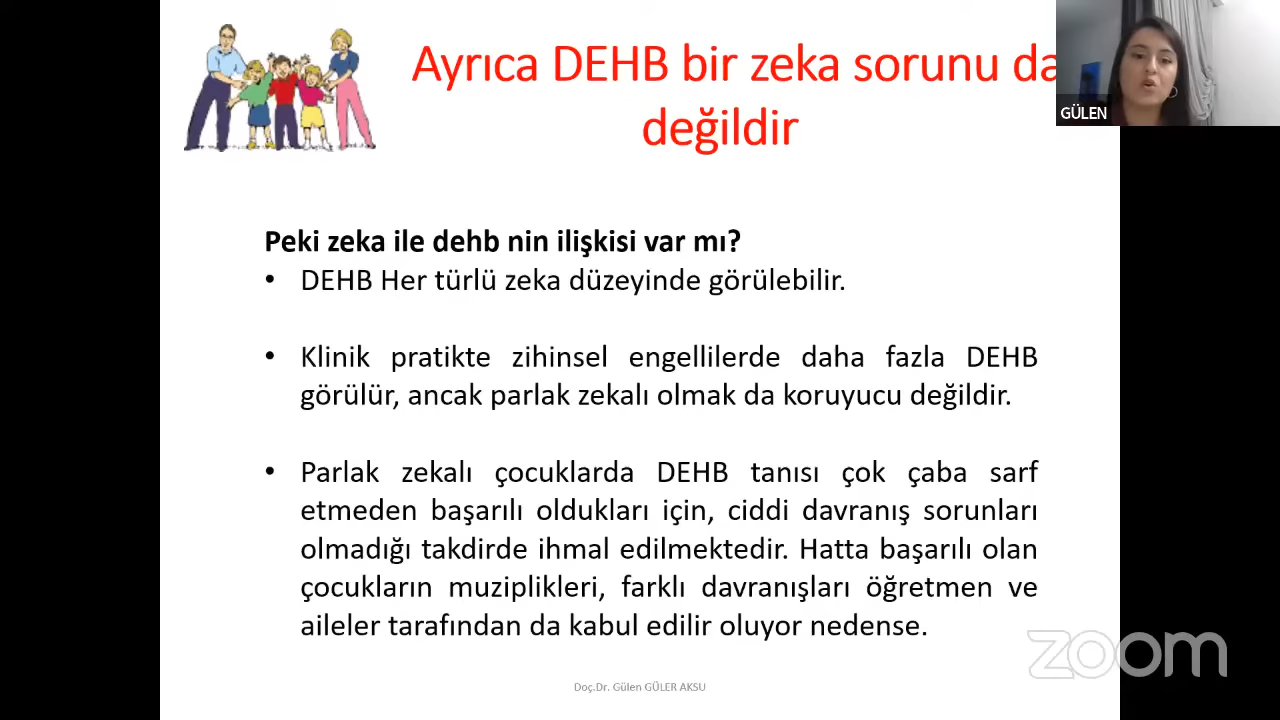 Ayrıca DEHB bir zeka sorunu da
değildir
GÜLEN
Peki zeka ile dehb nin ilişkisi var mı?
• DEHB Her türlü zeka düzeyinde görülebilir.
• Klinik pratikte zihinsel engellilerde daha fazla DEHB
görülür, ancak parlak zekalı olmak da koruyucu değildir.
• Parlak zekalı çocuklarda DEHB tanısı çok çaba sarf
etmeden başarılı oldukları için, ciddi davranış sorunları
olmadığı takdirde ihmal edilmektedir. Hatta başarılı olan
çocukların muziplikleri, farklı davranışları öğretmen ve
aileler tarafından da kabul edilir oluyor nedense.
zoom
Doç.Dr. Gülen GÜLER AKSU